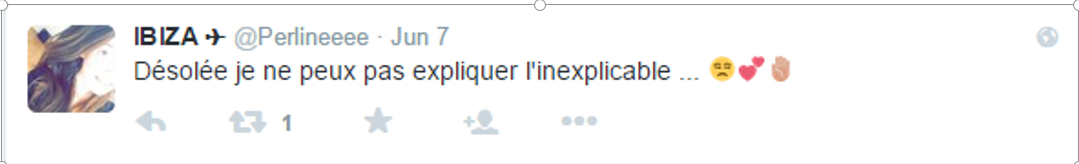 IBIZA ✈ @Perlineeee · Jun 7
Désolée je ne peux pas expliquer l'inexplicable ... 😒💕✋
1